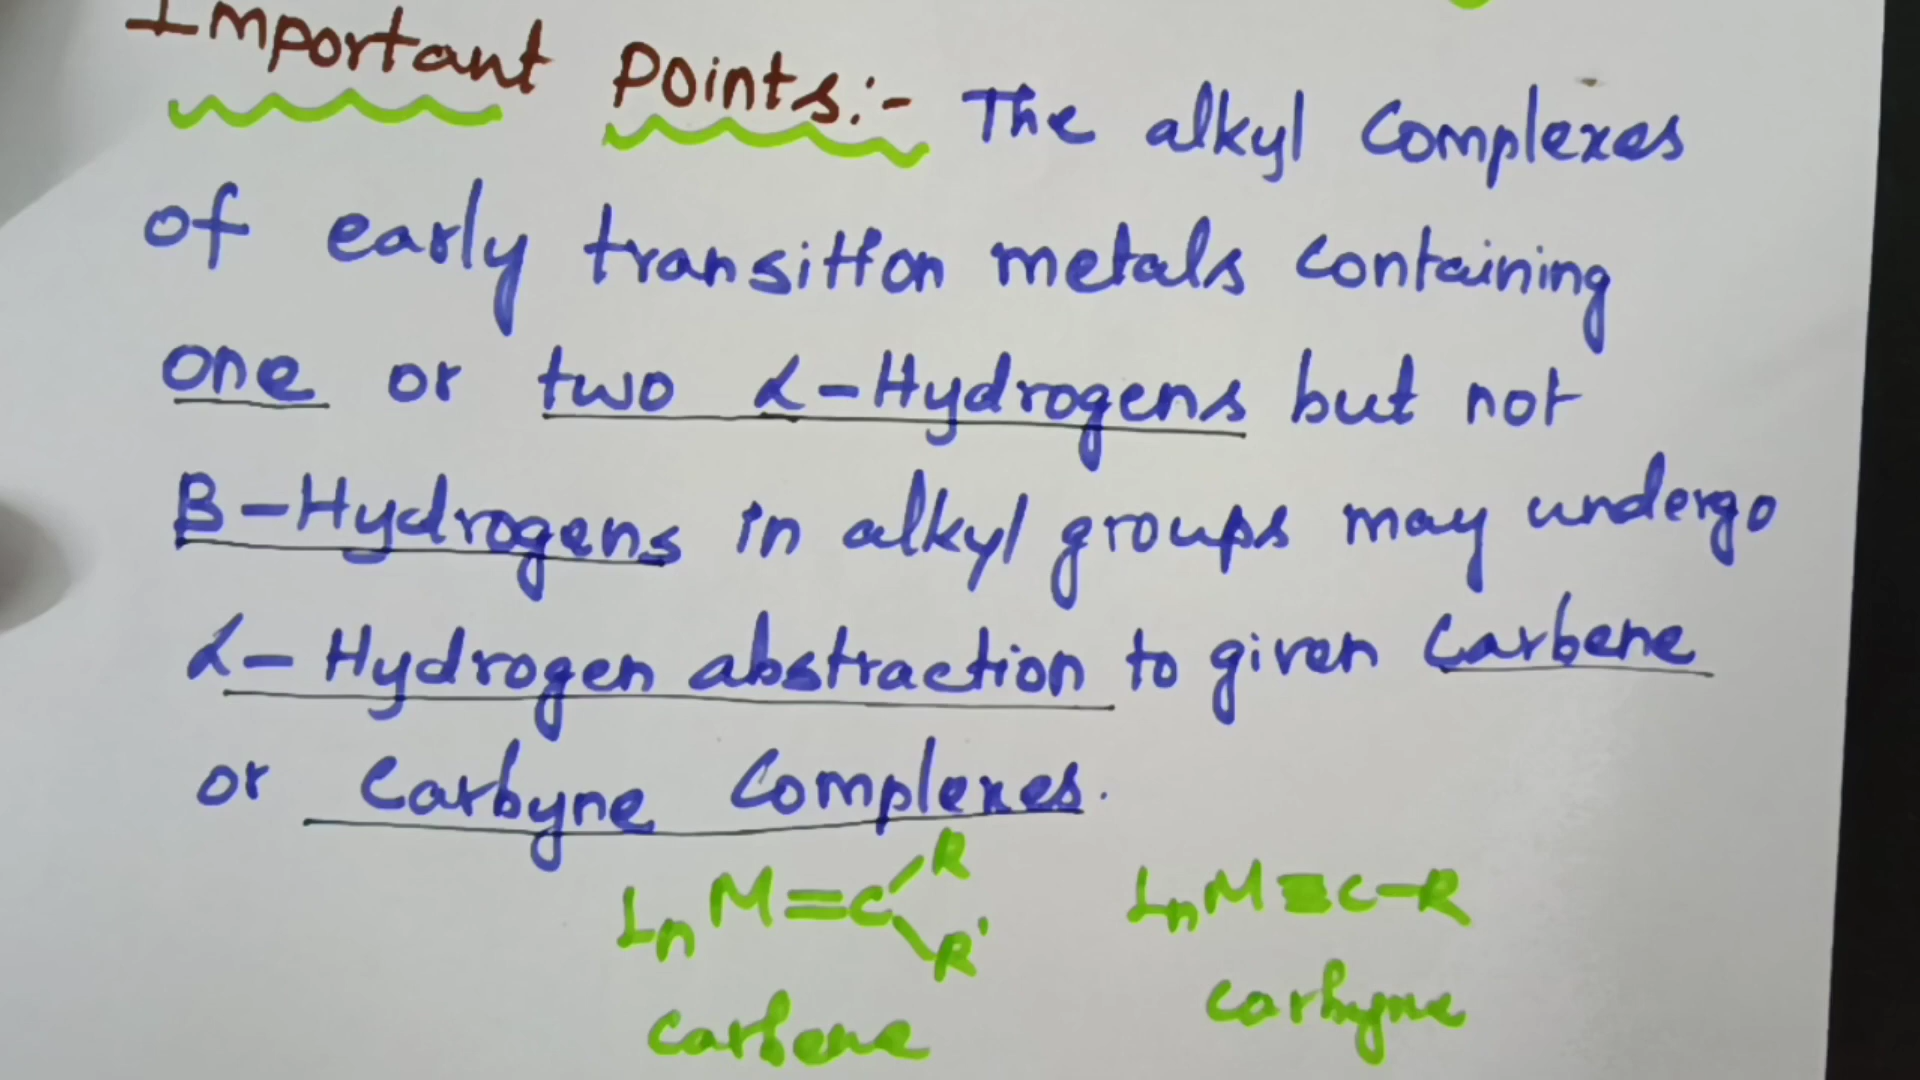 Important Points:- The alkyl Complexes
of early transition metals containing
one or two α-Hydrogens but not
B-Hydrogens in alkyl groups may undergo
α-Hydrogen abstraction to given Carbene
or Carbyne Complexes.
LnM=C R R' LnM≡C-R
carbene carbyne